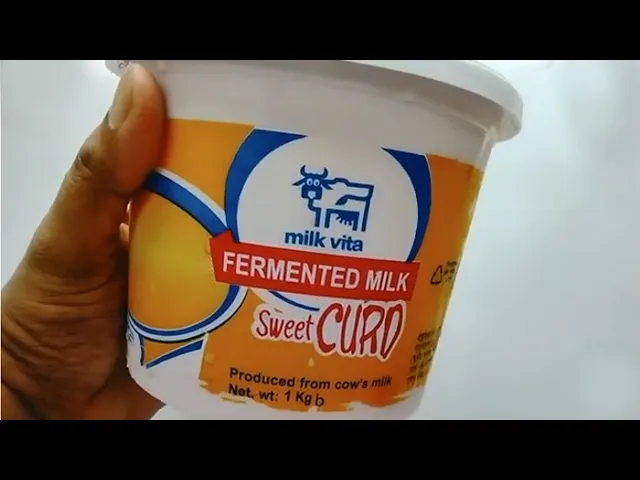 milk vita
FERMENTED MILK
Sweet CURD
Produced from cow's milk
Net. wt: 1 Kg